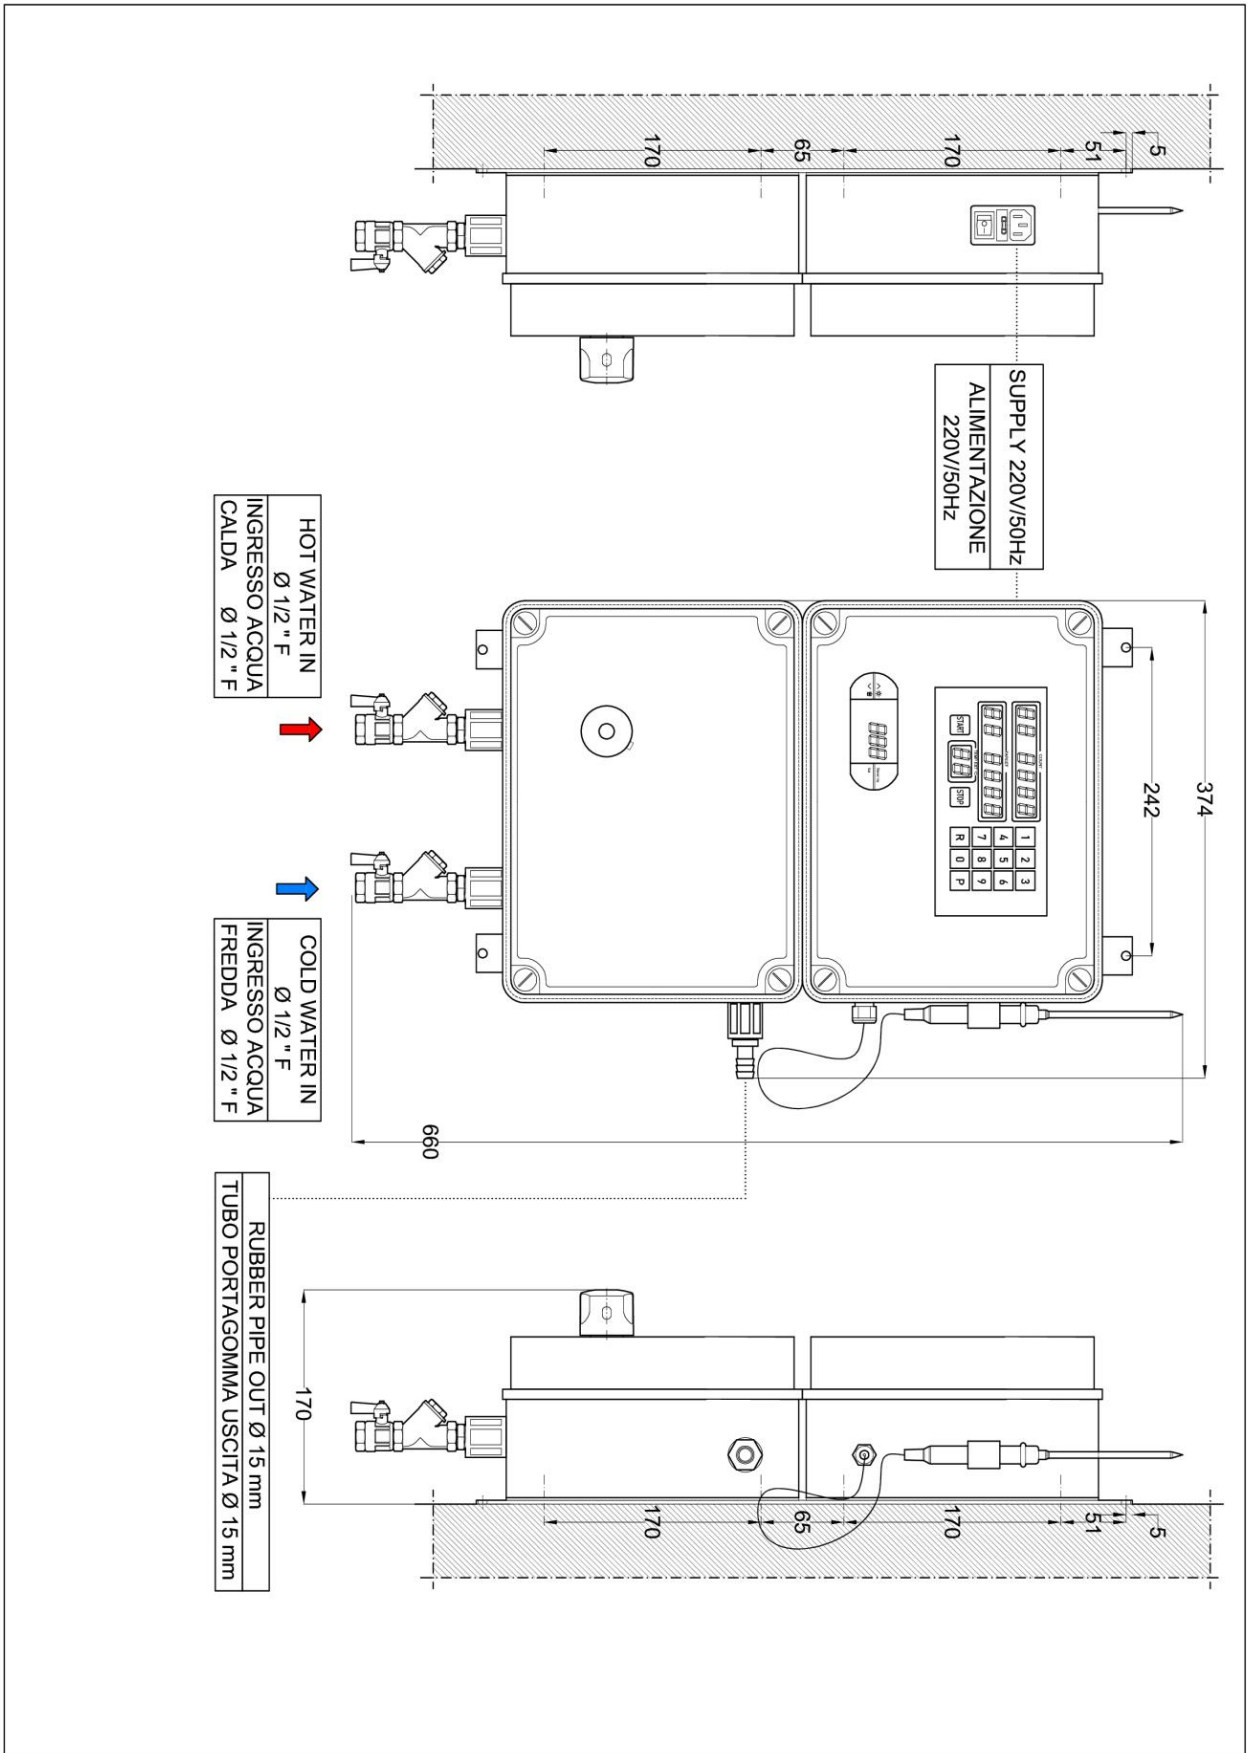 5
51
170
65
170
SUPPLY 220V/50Hz
ALIMENTAZIONE
220V/50Hz
374
242
COUNT
START
STOP
1 2 3
4 5 6
7 8 9
R 0 P
888
660
HOT WATER IN
Ø 1/2 " F
INGRESSO ACQUA
CALDA Ø 1/2 " F
COLD WATER IN
Ø 1/2 " F
INGRESSO ACQUA
FREDDA Ø 1/2 " F
5
51
170
65
170
170
RUBBER PIPE OUT Ø 15 mm
TUBO PORTAGOMMA USCITA Ø 15 mm